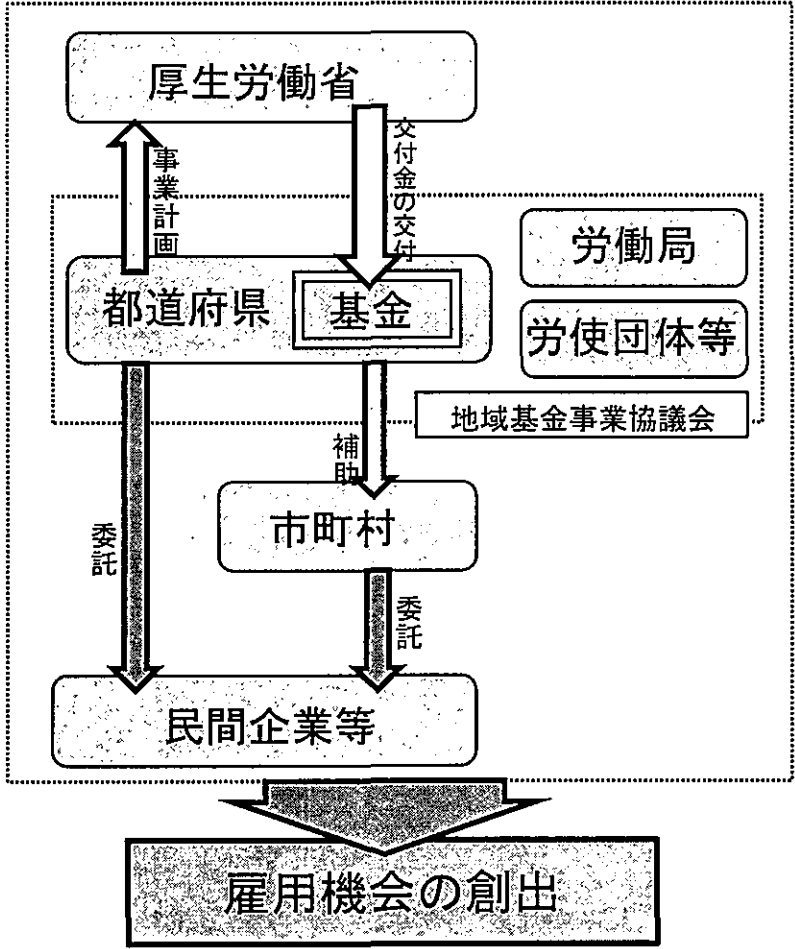 厚生労働省
事業計画
交付金の交付
都道府県
基金
労働局
労使団体等
地域基金事業協議会
補助
市町村
委託
委託
民間企業等
雇用機会の創出